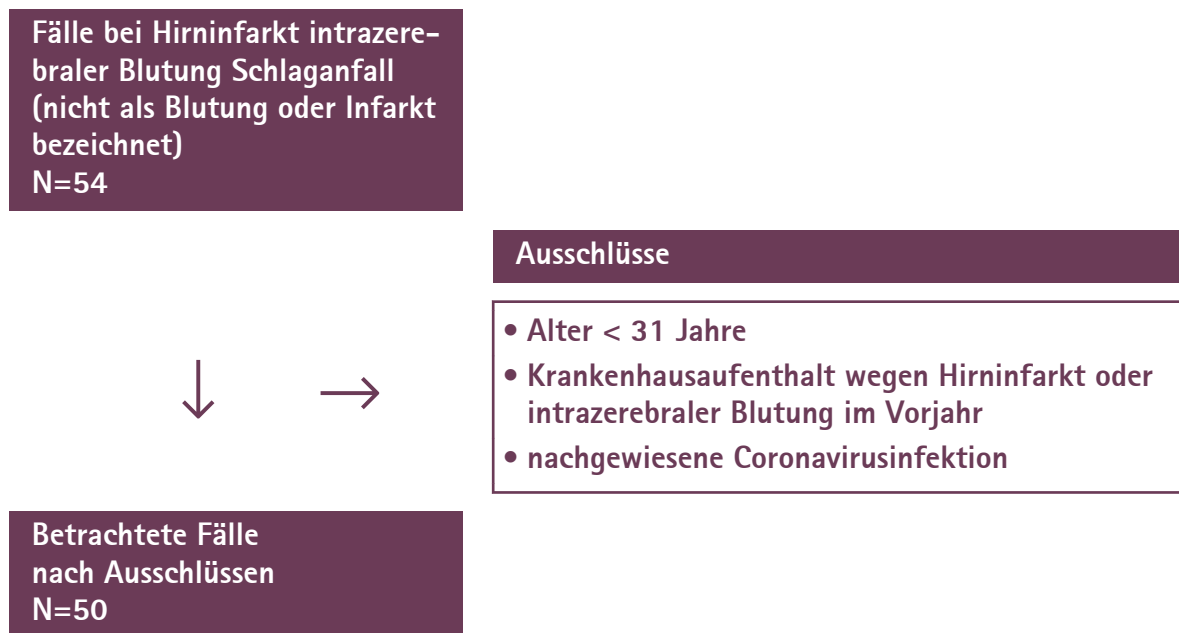 Fälle bei Hirninfarkt intrazere-
braler Blutung Schlaganfall
(nicht als Blutung oder Infarkt
bezeichnet)
N=54
Ausschlüsse
• Alter < 31 Jahre
• Krankenhausaufenthalt wegen Hirninfarkt oder
intrazerebraler Blutung im Vorjahr
• nachgewiesene Coronavirusinfektion
Betrachtete Fälle
nach Ausschlüssen
N=50